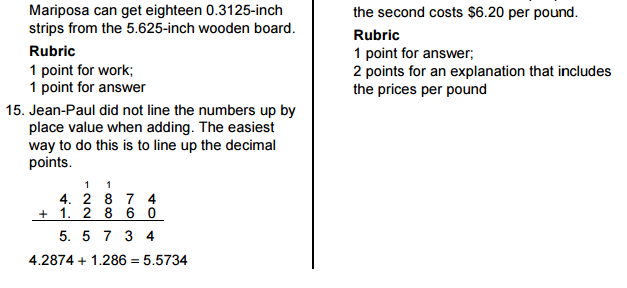 Mariposa can get eighteen 0.3125-inch
strips from the 5.625-inch wooden board.
Rubric
1 point for work;
1 point for answer
15. Jean-Paul did not line the numbers up by
place value when adding. The easiest
way to do this is to line up the decimal
points.
1 1
4. 2 8 7 4
+ 1. 2 8 6 0
5. 5 7 3 4
4.2874 + 1.286 = 5.5734
the second costs $6.20 per pound.
Rubric
1 point for answer;
2 points for an explanation that includes
the prices per pound